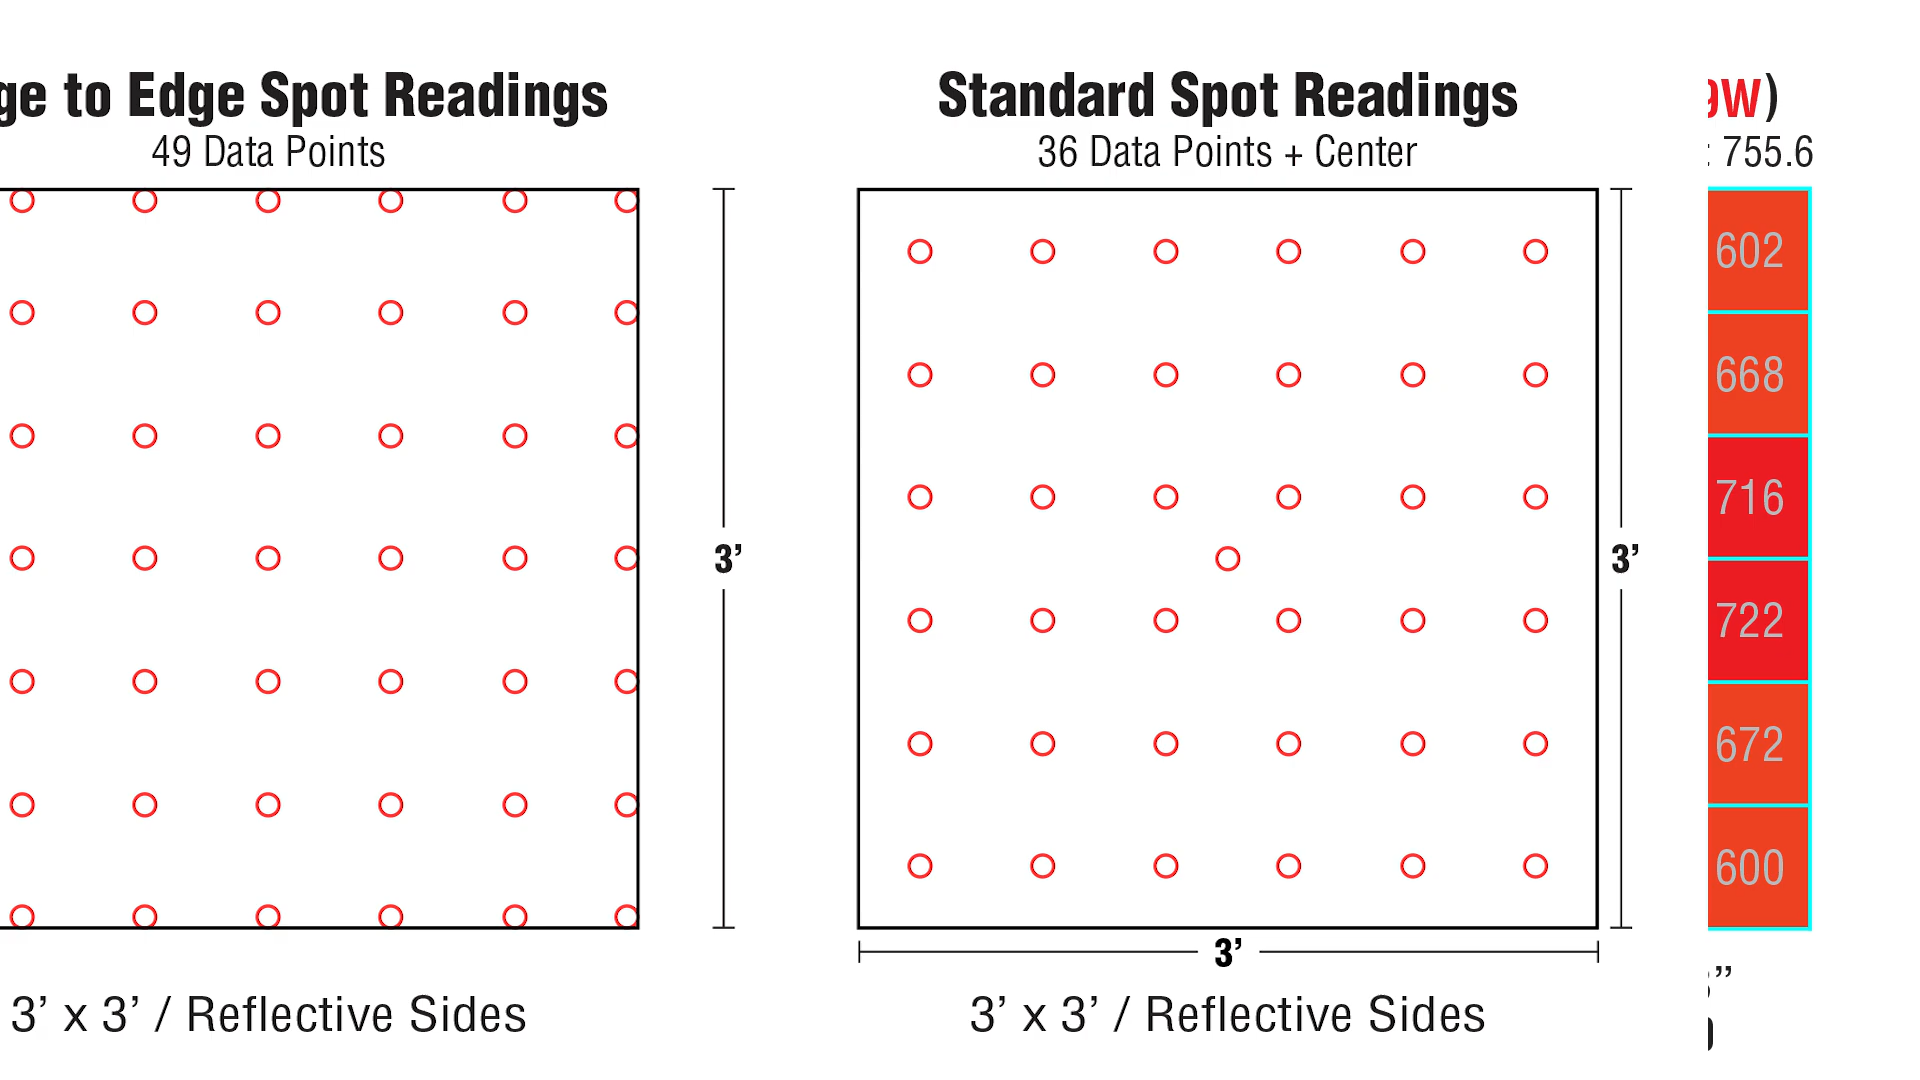 to Edge Spot Readings
49 Data Points
3’
3’ x 3’ / Reflective Sides
Standard Spot Readings
36 Data Points + Center
3’
3’
3’ x 3’ / Reflective Sides
9W)
: 755.6
602
668
716
722
672
600